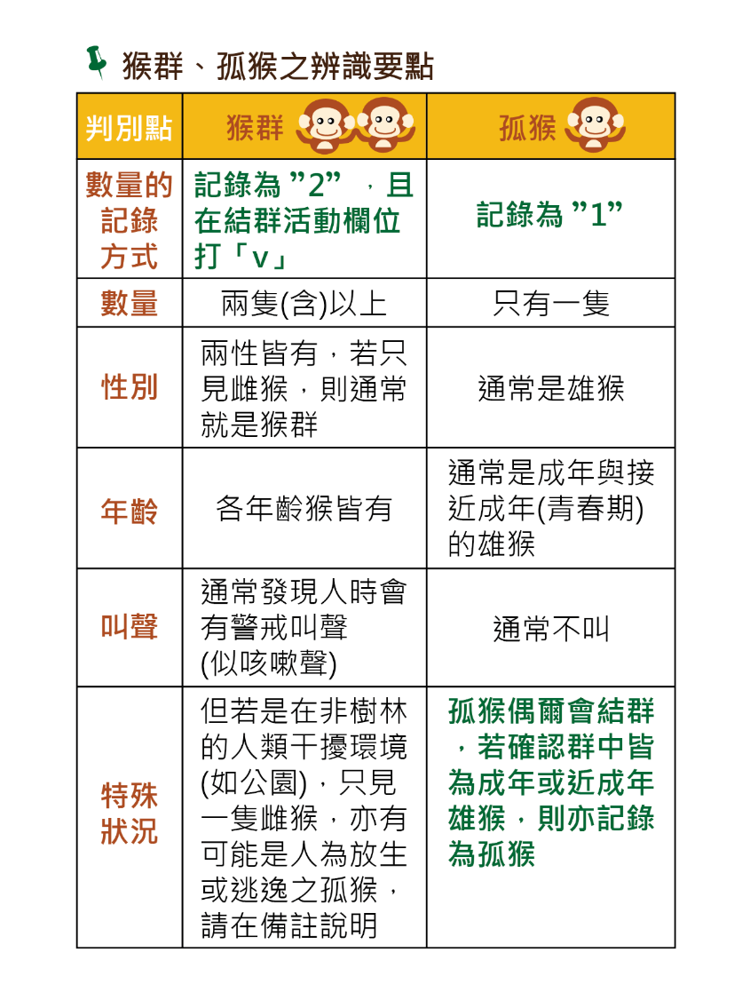 猴群、孤猴之辨識要點
判別點
猴群
孤猴
數量的
記錄
方式
記錄為 ”2” ，且
在結群活動欄位
打「v」
記錄為 ”1”
數量
兩隻(含)以上
只有一隻
性別
兩性皆有，若只
見雌猴，則通常
就是猴群
通常是雄猴
年齡
各年齡猴皆有
通常是成年與接
近成年(青春期)
的雄猴
叫聲
通常發現人時會
有警戒叫聲
(似咳嗽聲)
通常不叫
特殊
狀況
但若是在非樹林
的人類干擾環境
(如公園)，只見
一隻雌猴，亦有
可能是人為放生
或逃逸之孤猴，
請在備註說明
孤猴偶爾會結群
，若確認群中皆
為成年或近成年
雄猴，則亦記錄
為孤猴